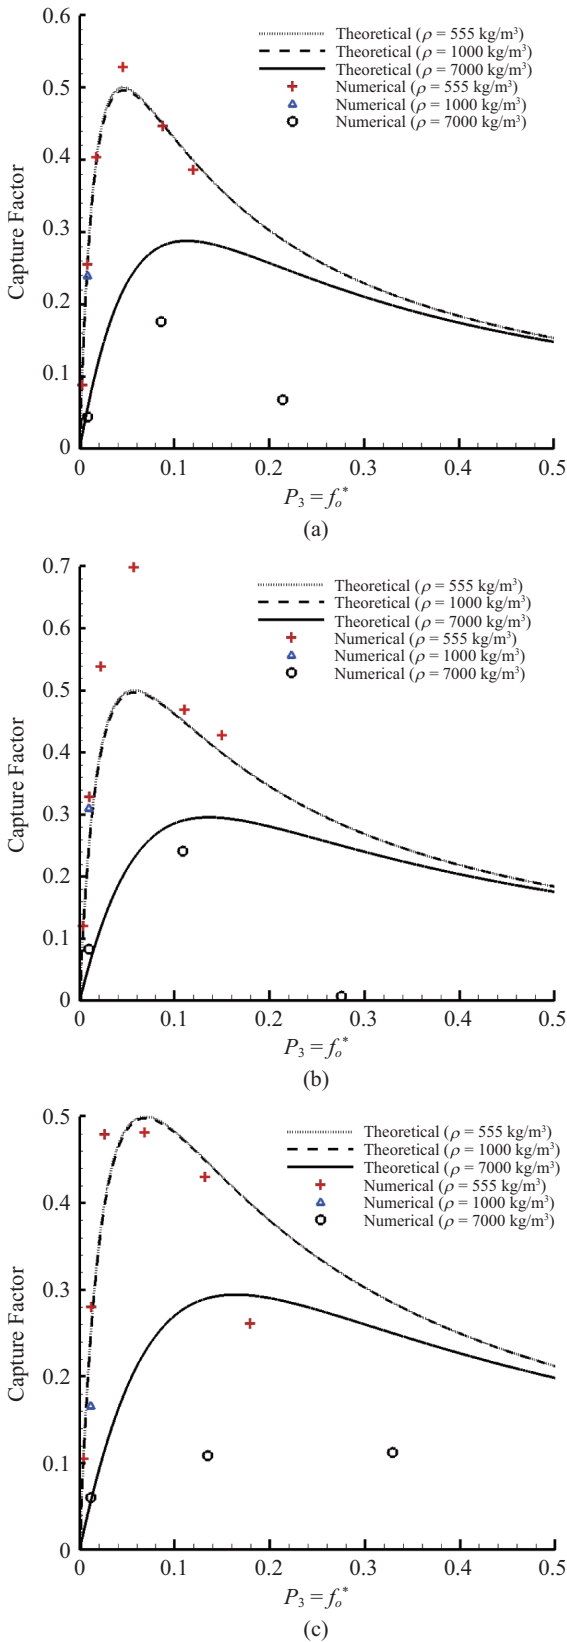 0.6
0.5
0.4
0.3
0.2
0.1
0
Capture Factor
Theoretical (ρ = 555 kg/m³)
Theoretical (ρ = 1000 kg/m³)
Theoretical (ρ = 7000 kg/m³)
Numerical (ρ = 555 kg/m³)
Numerical (ρ = 1000 kg/m³)
Numerical (ρ = 7000 kg/m³)
0 0.1 0.2 0.3 0.4 0.5
P₃ = fₒ*
(a)
0.7
0.6
0.5
0.4
0.3
0.2
0.1
0
Capture Factor
Theoretical (ρ = 555 kg/m³)
Theoretical (ρ = 1000 kg/m³)
Theoretical (ρ = 7000 kg/m³)
Numerical (ρ = 555 kg/m³)
Numerical (ρ = 1000 kg/m³)
Numerical (ρ = 7000 kg/m³)
0 0.1 0.2 0.3 0.4 0.5
P₃ = fₒ*
(b)
0.5
0.4
0.3
0.2
0.1
0
Capture Factor
Theoretical (ρ = 555 kg/m³)
Theoretical (ρ = 1000 kg/m³)
Theoretical (ρ = 7000 kg/m³)
Numerical (ρ = 555 kg/m³)
Numerical (ρ = 1000 kg/m³)
Numerical (ρ = 7000 kg/m³)
0 0.1 0.2 0.3 0.4 0.5
P₃ = fₒ*
(c)